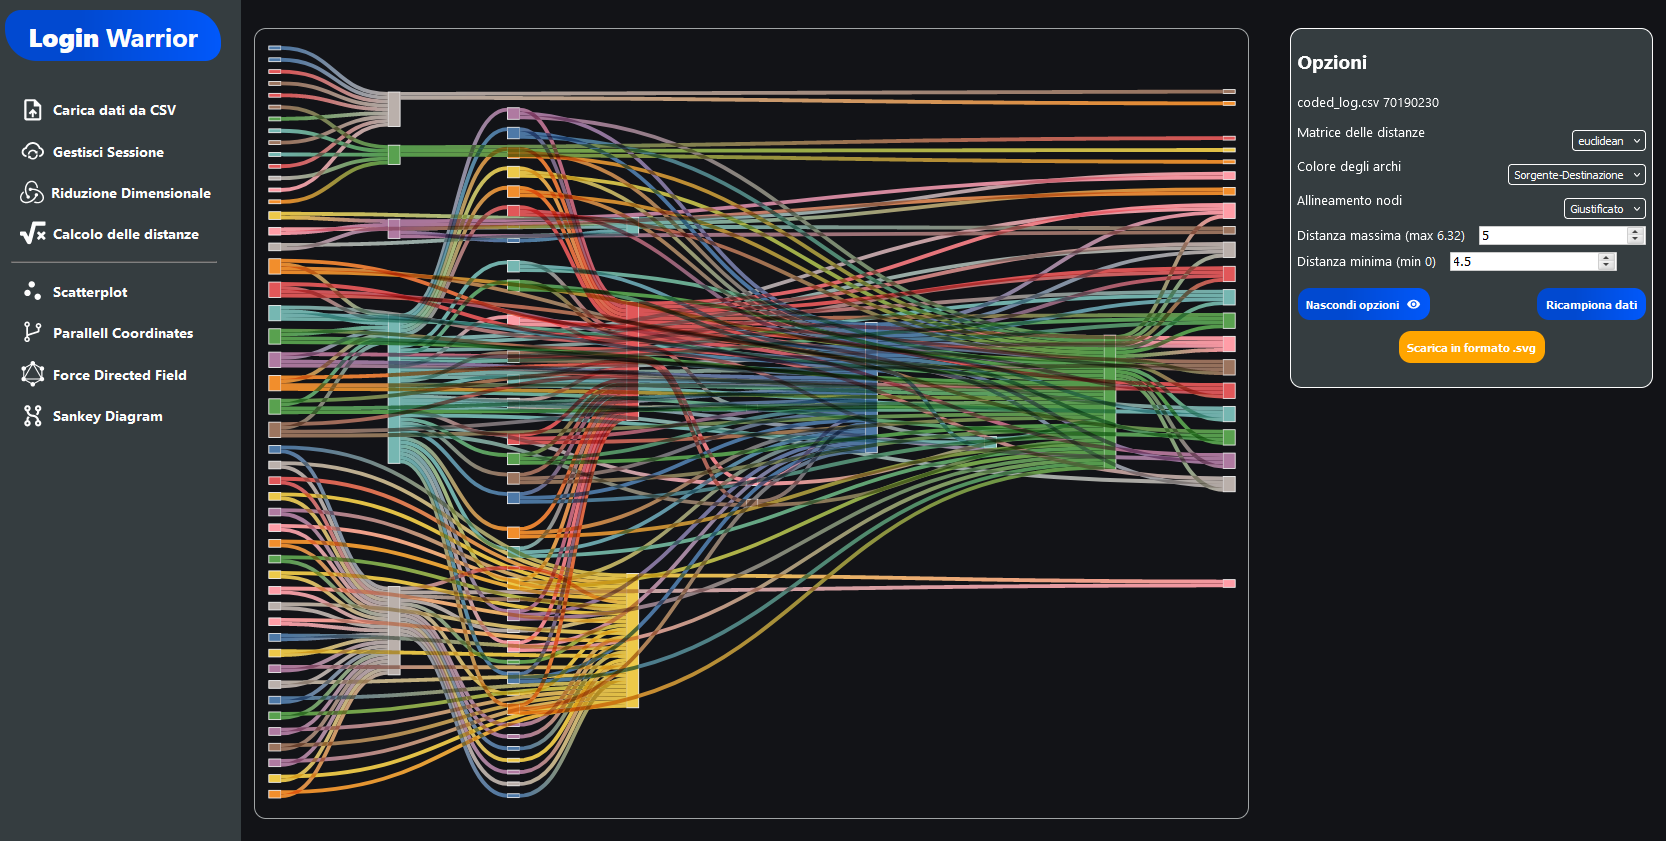 Login Warrior
Carica dati da CSV
Gestisci Sessione
Riduzione Dimensionale
Calcolo delle distanze
Scatterplot
Parallell Coordinates
Force Directed Field
Sankey Diagram
Opzioni
coded_log.csv 70190230
Matrice delle distanze
euclidean
Colore degli archi
Sorgente-Destinazione
Allineamento nodi
Giustificato
Distanza massima (max 6.32) 5
Distanza minima (min 0) 4.5
Nascondi opzioni
Ricampiona dati
Scarica in formato .svg